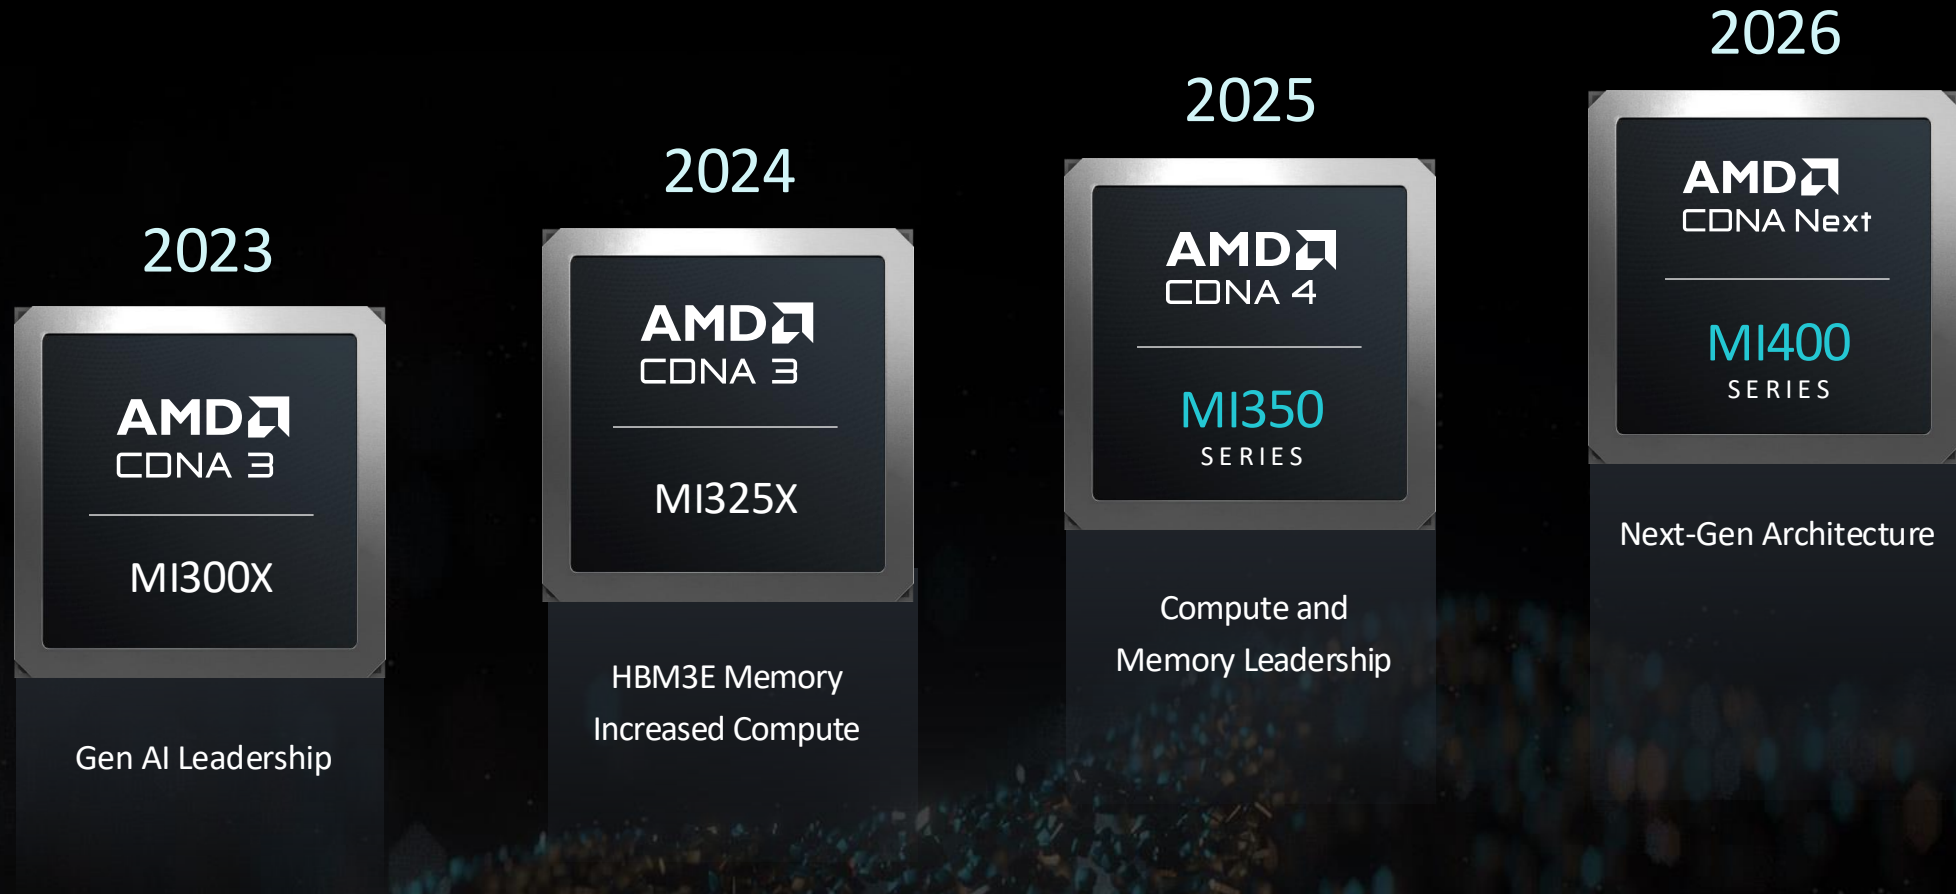 2023
AMD
CDNA 3
MI300X
Gen AI Leadership
2024
AMD
CDNA 3
MI325X
HBM3E Memory
Increased Compute
2025
AMD
CDNA 4
MI350
SERIES
Compute and
Memory Leadership
2026
AMD
CDNA Next
MI400
SERIES
Next-Gen Architecture